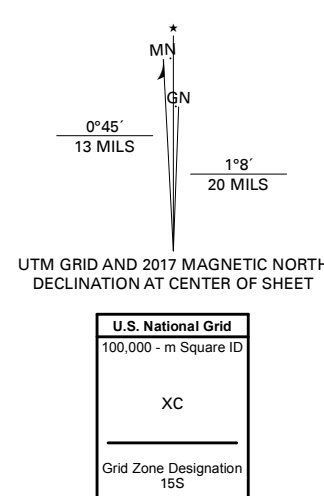 ★
MN
GN
0°45´
13 MILS
1°8´
20 MILS
UTM GRID AND 2017 MAGNETIC NORTH
DECLINATION AT CENTER OF SHEET
U.S. National Grid
100,000 - m Square ID
XC
Grid Zone Designation
15S